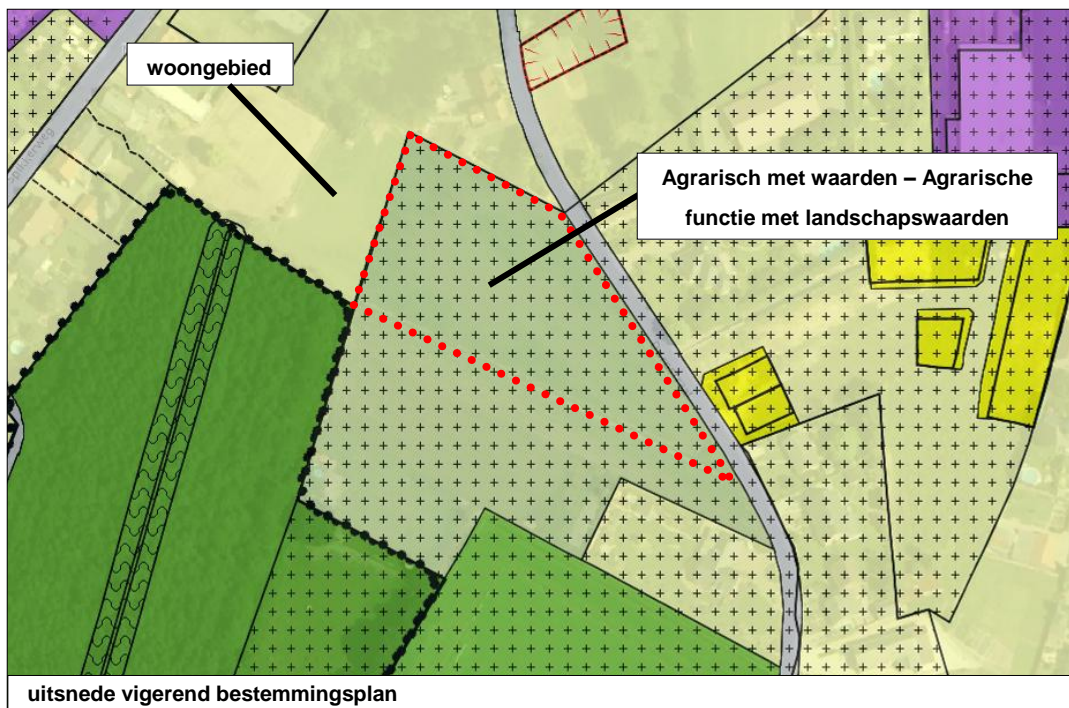 woongebied
Agrarisch met waarden – Agrarische
functie met landschapswaarden
uitsnede vigerend bestemmingsplan